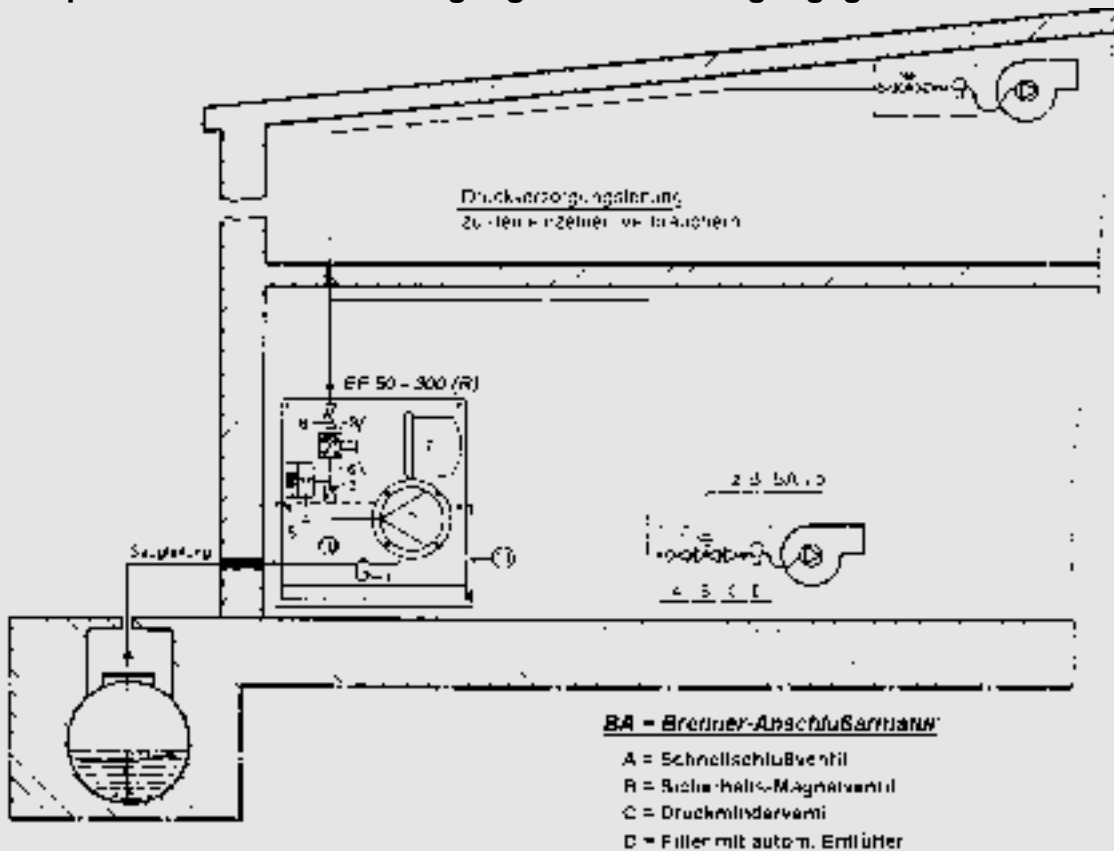 Druckversorgungsleitung
zu den einzelnen Verbrauchern
EF 50 - 300 (R)
Saugleitung
A B C D
BA = Brenner-Anschlußarmatur
A = Schnellschlußventil
B = Sicherheits-Magnetventil
C = Druckminderventil
D = Filter mit autom. Entlüfter